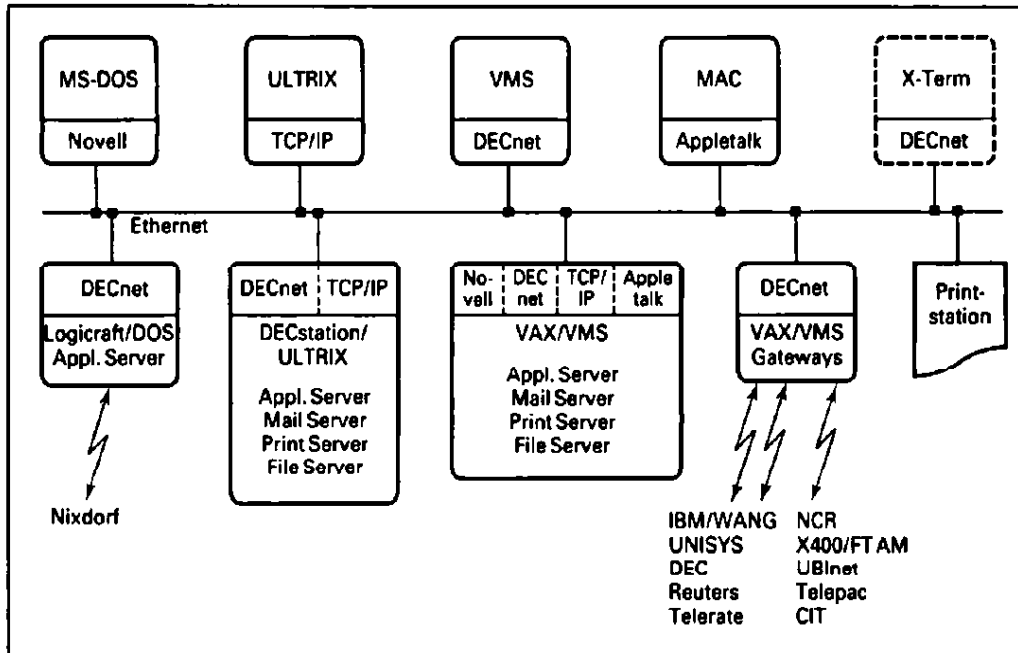 MS-DOS
Novell
ULTRIX
TCP/IP
VMS
DECnet
MAC
Appletalk
X-Term
DECnet
Ethernet
DECnet
Logicraft/DOS
Appl. Server
Nixdorf
DECnet
TCP/IP
DECstation/
ULTRIX
Appl. Server
Mail Server
Print Server
File Server
No-
vell
DEC
net
TCP/
IP
Apple
talk
VAX/VMS
Appl. Server
Mail Server
Print Server
File Server
DECnet
VAX/VMS
Gateways
IBM/WANG
UNISYS
DEC
Reuters
Telerate
NCR
X400/FTAM
UBInet
Telepac
CIT
Print-
station